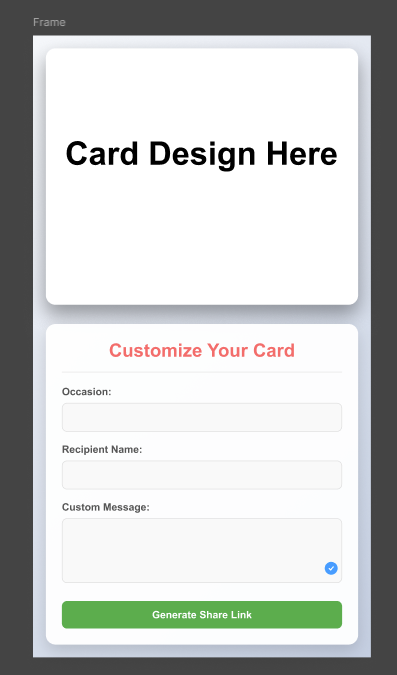 Frame
Card Design Here
Customize Your Card
Occasion:
Recipient Name:
Custom Message:
Generate Share Link